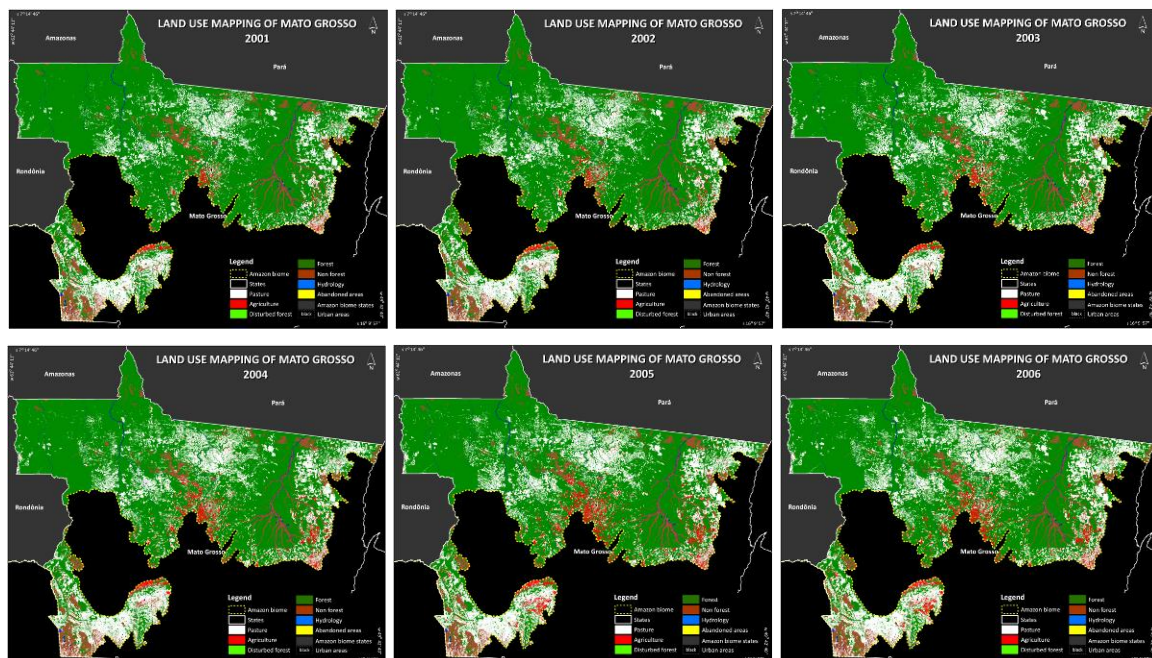 LAND USE MAPPING OF MATO GROSSO
2001
Amazonas
Pará
Rondônia
Mato Grosso
Legend
Amazon biome
States
Pasture
Agriculture
Disturbed forest
Forest
Non forest
Hydrology
Abandoned areas
Amazon biome states
Urban areas
LAND USE MAPPING OF MATO GROSSO
2002
Amazonas
Pará
Rondônia
Mato Grosso
Legend
Amazon biome
States
Pasture
Agriculture
Disturbed forest
Forest
Non forest
Hydrology
Abandoned areas
Amazon biome states
Urban areas
LAND USE MAPPING OF MATO GROSSO
2003
Amazonas
Pará
Rondônia
Mato Grosso
Legend
Amazon biome
States
Pasture
Agriculture
Disturbed forest
Forest
Non forest
Hydrology
Abandoned areas
Amazon biome states
Urban areas
LAND USE MAPPING OF MATO GROSSO
2004
Amazonas
Pará
Rondônia
Mato Grosso
Legend
Amazon biome
States
Pasture
Agriculture
Disturbed forest
Forest
Non forest
Hydrology
Abandoned areas
Amazon biome states
Urban areas
LAND USE MAPPING OF MATO GROSSO
2005
Amazonas
Pará
Rondônia
Mato Grosso
Legend
Amazon biome
States
Pasture
Agriculture
Disturbed forest
Forest
Non forest
Hydrology
Abandoned areas
Amazon biome states
Urban areas
LAND USE MAPPING OF MATO GROSSO
2006
Amazonas
Pará
Rondônia
Mato Grosso
Legend
Amazon biome
States
Pasture
Agriculture
Disturbed forest
Forest
Non forest
Hydrology
Abandoned areas
Amazon biome states
Urban areas